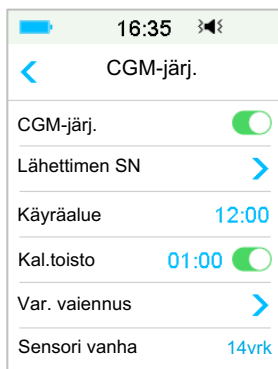 16:35
CGM-järj.
CGM-järj.
Lähettimen SN
Käyräalue 12:00
Kal.toisto 01:00
Var. vaiennus
Sensori vanha 14vrk